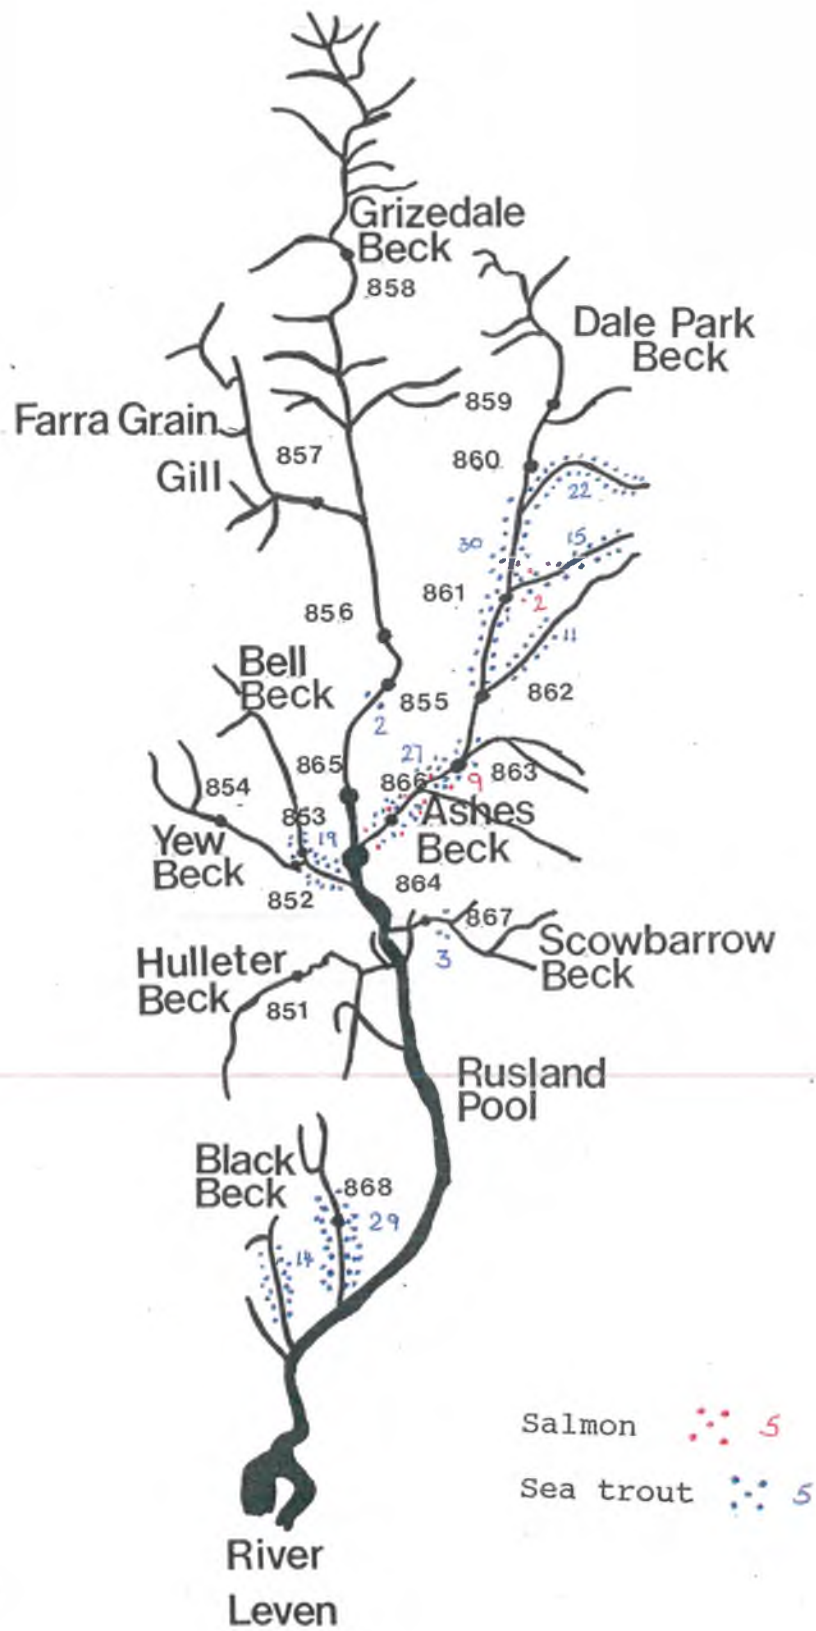 Grizedale
Beck
858
Dale Park
Beck
859
Farra Grain
Gill
857
860
22
30
15
861
2
856
11
Bell
Beck
855
862
2
27
865
866
9
863
854
853
19
Ashes
Beck
Yew
Beck
864
852
867
Scowbarrow
Beck
3
Hulleter
Beck
851
Rusland
Pool
Black
Beck
868
29
14
Salmon 5
Sea trout 5
River
Leven